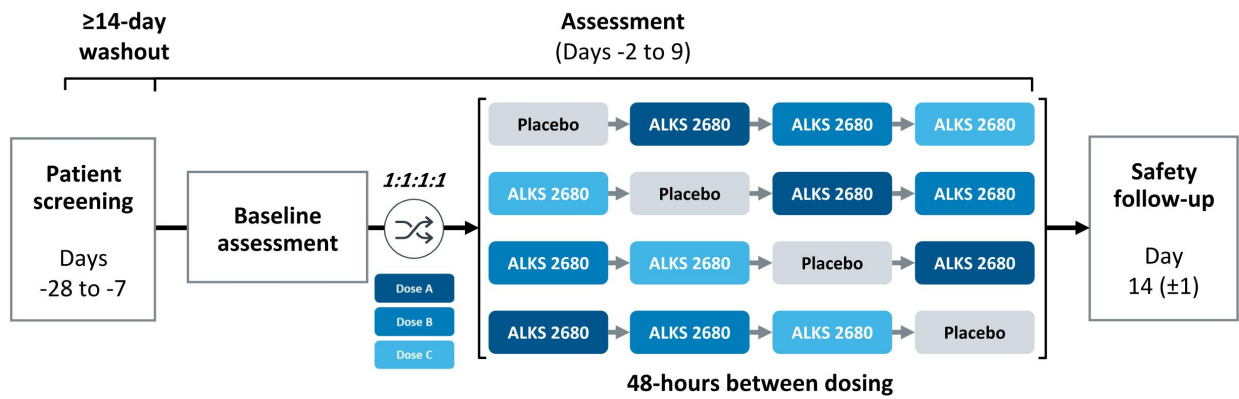 ≥14-day
washout
Assessment
(Days -2 to 9)
Patient
screening
Days
-28 to -7
Baseline
assessment
1:1:1:1
Dose A
Dose B
Dose C
Placebo
ALKS 2680
ALKS 2680
ALKS 2680
ALKS 2680
Placebo
ALKS 2680
ALKS 2680
ALKS 2680
ALKS 2680
Placebo
ALKS 2680
ALKS 2680
ALKS 2680
ALKS 2680
Placebo
48-hours between dosing
Safety
follow-up
Day
14 (±1)